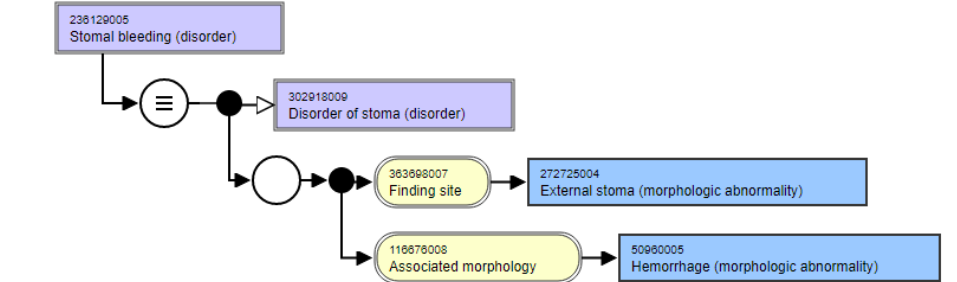 236129005
Stomal bleeding (disorder)
302918009
Disorder of stoma (disorder)
363698007
Finding site
272725004
External stoma (morphologic abnormality)
116676008
Associated morphology
50960005
Hemorrhage (morphologic abnormality)